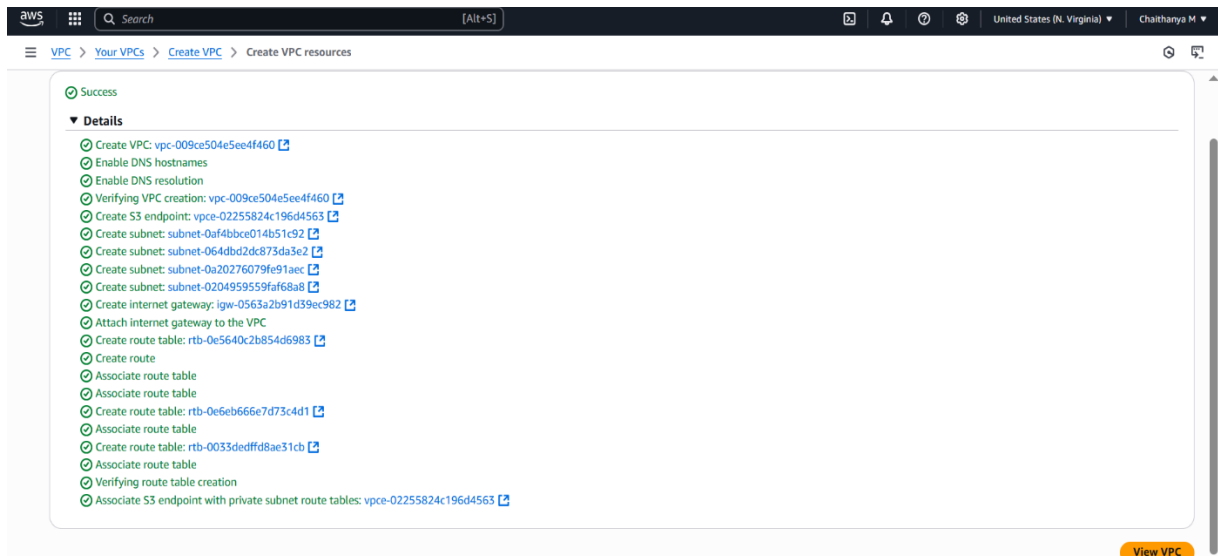 aws Search [Alt+S] United States (N. Virginia) Chaithanya M
VPC > Your VPCs > Create VPC > Create VPC resources
Success
Details
Create VPC: vpc-009ce504e5ee4f460
Enable DNS hostnames
Enable DNS resolution
Verifying VPC creation: vpc-009ce504e5ee4f460
Create S3 endpoint: vpce-02255824c196d4563
Create subnet: subnet-0af4bbce014b51c92
Create subnet: subnet-064dbd2dc873da3e2
Create subnet: subnet-0a20276079fe91aec
Create subnet: subnet-0204959559faf68a8
Create internet gateway: igw-0563a2b91d39ec982
Attach internet gateway to the VPC
Create route table: rtb-0e5640c2b854d6983
Create route
Associate route table
Associate route table
Create route table: rtb-0e6eb666e7d73c4d1
Associate route table
Create route table: rtb-0033dedffd8ae31cb
Associate route table
Verifying route table creation
Associate S3 endpoint with private subnet route tables: vpce-02255824c196d4563
View VPC